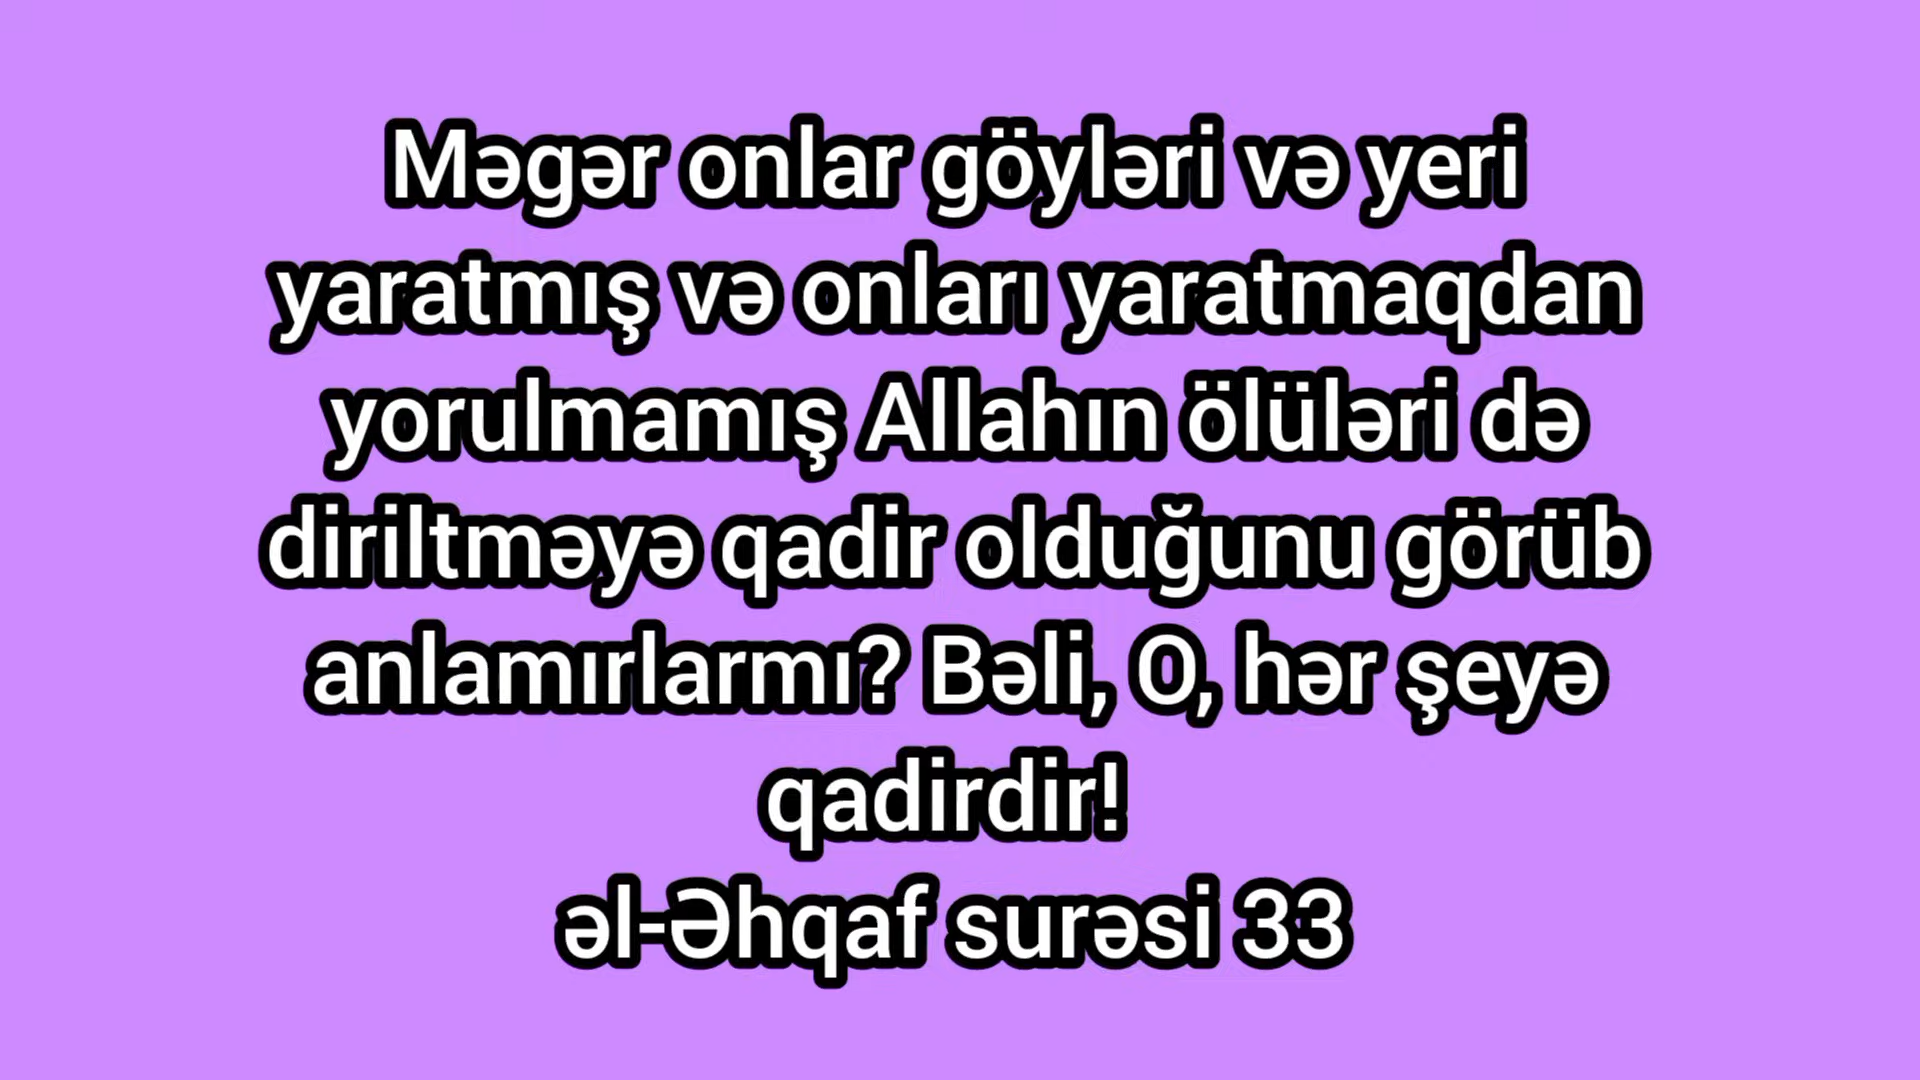 Məgər onlar göyləri və yeri
yaratmış və onları yaratmaqdan
yorulmamış Allahın ölüləri də
diriltməyə qadir olduğunu görüb
anlamırlarmı? Bəli, O, hər şeyə
qadirdir!
əl-Əhqaf surəsi 33